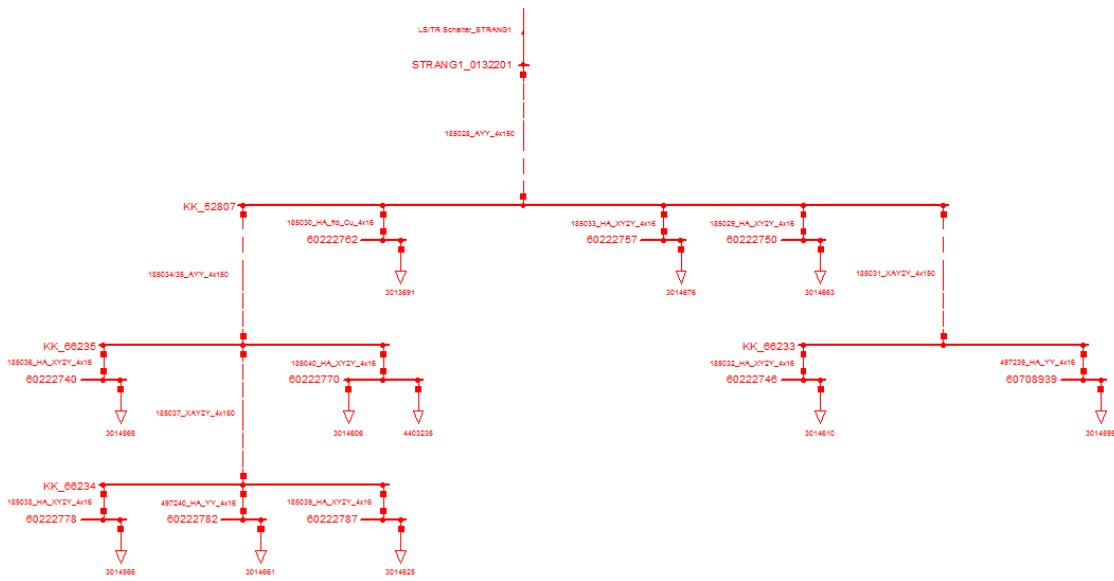 LS/TR Schalter_STRANG1
STRANG1_0132201
185028_AYY_4x150
KK_52807
185030_HA_frd_Cu_4x16
185033_HA_XY2Y_4x16
185029_HA_XY2Y_4x16
60222762
60222757
60222750
185034/35_AYY_4x150
185031_XAY2Y_4x150
3013691
3014676
3014663
KK_66235
KK_66233
185036_HA_XY2Y_4x16
185040_HA_XY2Y_4x16
185032_HA_XY2Y_4x16
497239_HA_YY_4x16
60222740
60222770
60222746
60708939
185037_XAY2Y_4x150
3014565
3014606
4403235
3014610
3014595
KK_66234
185038_HA_XY2Y_4x16
497240_HA_YY_4x16
185039_HA_XY2Y_4x16
60222778
60222782
60222787
3014566
3014661
3014625